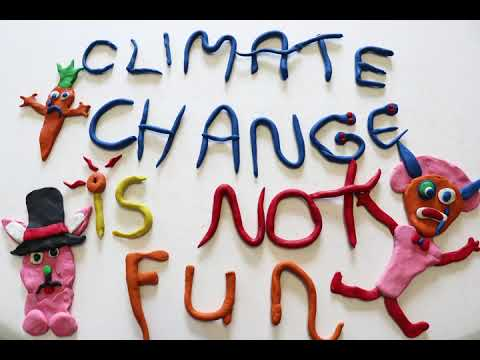 CLIMATE
CHANGE
iS NOT
FuN